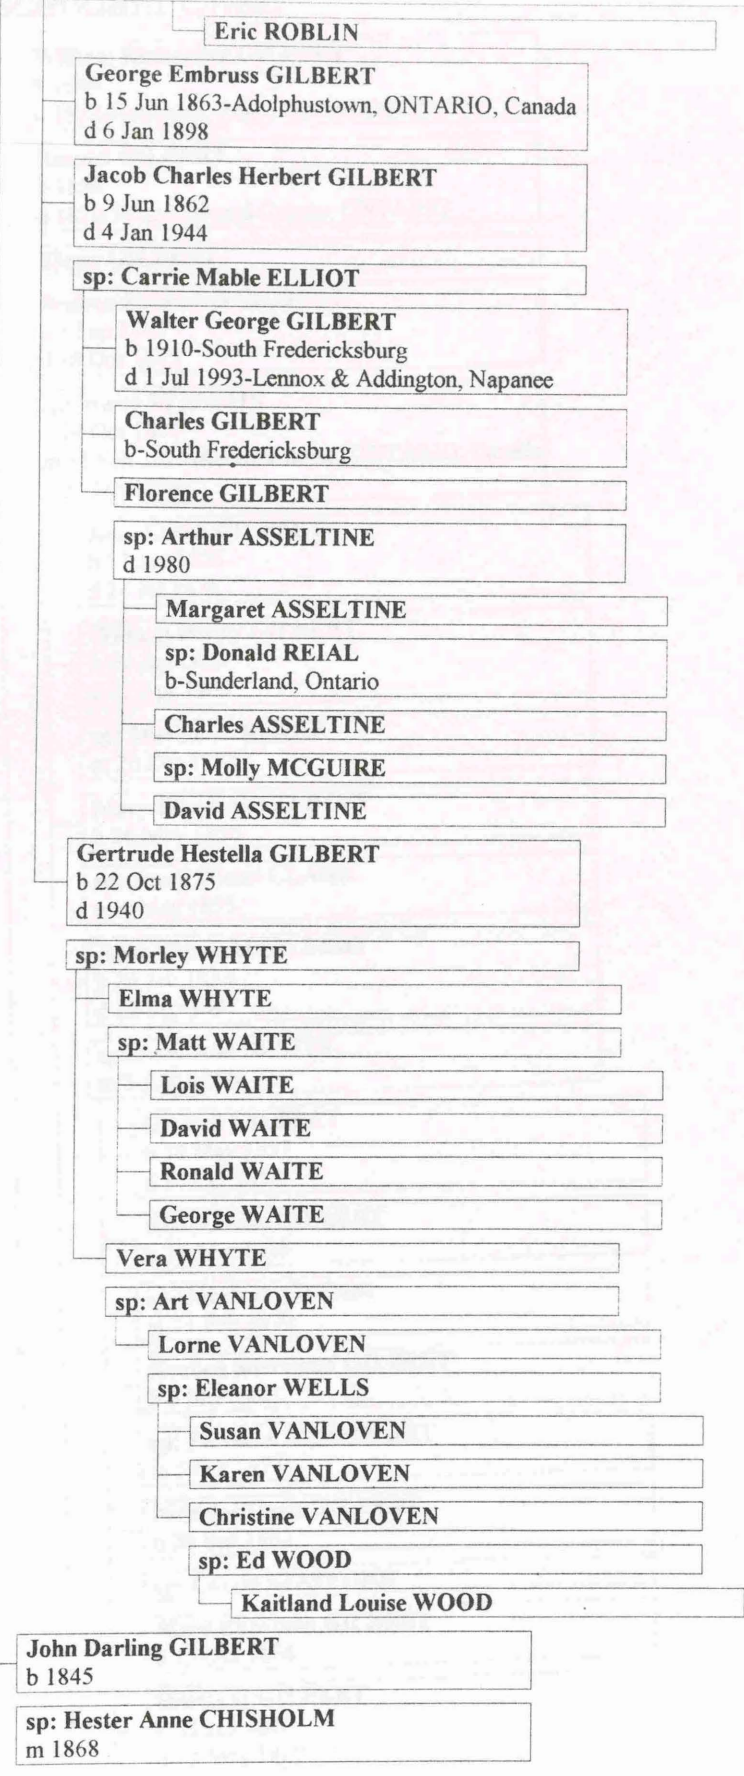 Eric ROBLIN
George Embruss GILBERT
b 15 Jun 1863-Adolphustown, ONTARIO, Canada
d 6 Jan 1898
Jacob Charles Herbert GILBERT
b 9 Jun 1862
d 4 Jan 1944
sp: Carrie Mable ELLIOT
Walter George GILBERT
b 1910-South Fredericksburg
d 1 Jul 1993-Lennox & Addington, Napanee
Charles GILBERT
b-South Fredericksburg
Florence GILBERT
sp: Arthur ASSELTINE
d 1980
Margaret ASSELTINE
sp: Donald REIAL
b-Sunderland, Ontario
Charles ASSELTINE
sp: Molly MCGUIRE
David ASSELTINE
Gertrude Hestella GILBERT
b 22 Oct 1875
d 1940
sp: Morley WHYTE
Elma WHYTE
sp: Matt WAITE
Lois WAITE
David WAITE
Ronald WAITE
George WAITE
Vera WHYTE
sp: Art VANLOVEN
Lorne VANLOVEN
sp: Eleanor WELLS
Susan VANLOVEN
Karen VANLOVEN
Christine VANLOVEN
sp: Ed WOOD
Kaitland Louise WOOD
John Darling GILBERT
b 1845
sp: Hester Anne CHISHOLM
m 1868